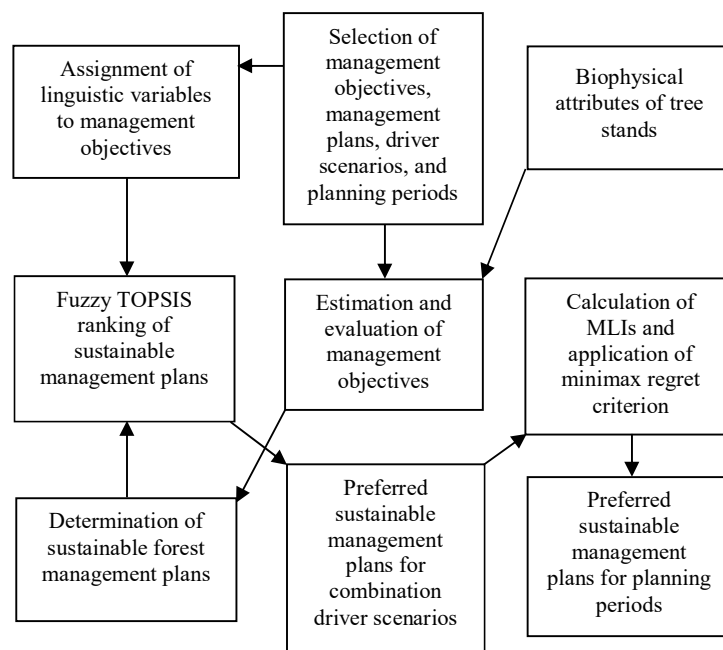 Assignment of
linguistic variables
to management
objectives
Selection of
management
objectives,
management
plans, driver
scenarios, and
planning periods
Biophysical
attributes of tree
stands
Fuzzy TOPSIS
ranking of
sustainable
management plans
Estimation and
evaluation of
management
objectives
Calculation of
MLIs and
application of
minimax regret
criterion
Determination of
sustainable forest
management plans
Preferred
sustainable
management
plans for
combination
driver scenarios
Preferred
sustainable
management
plans for planning
periods